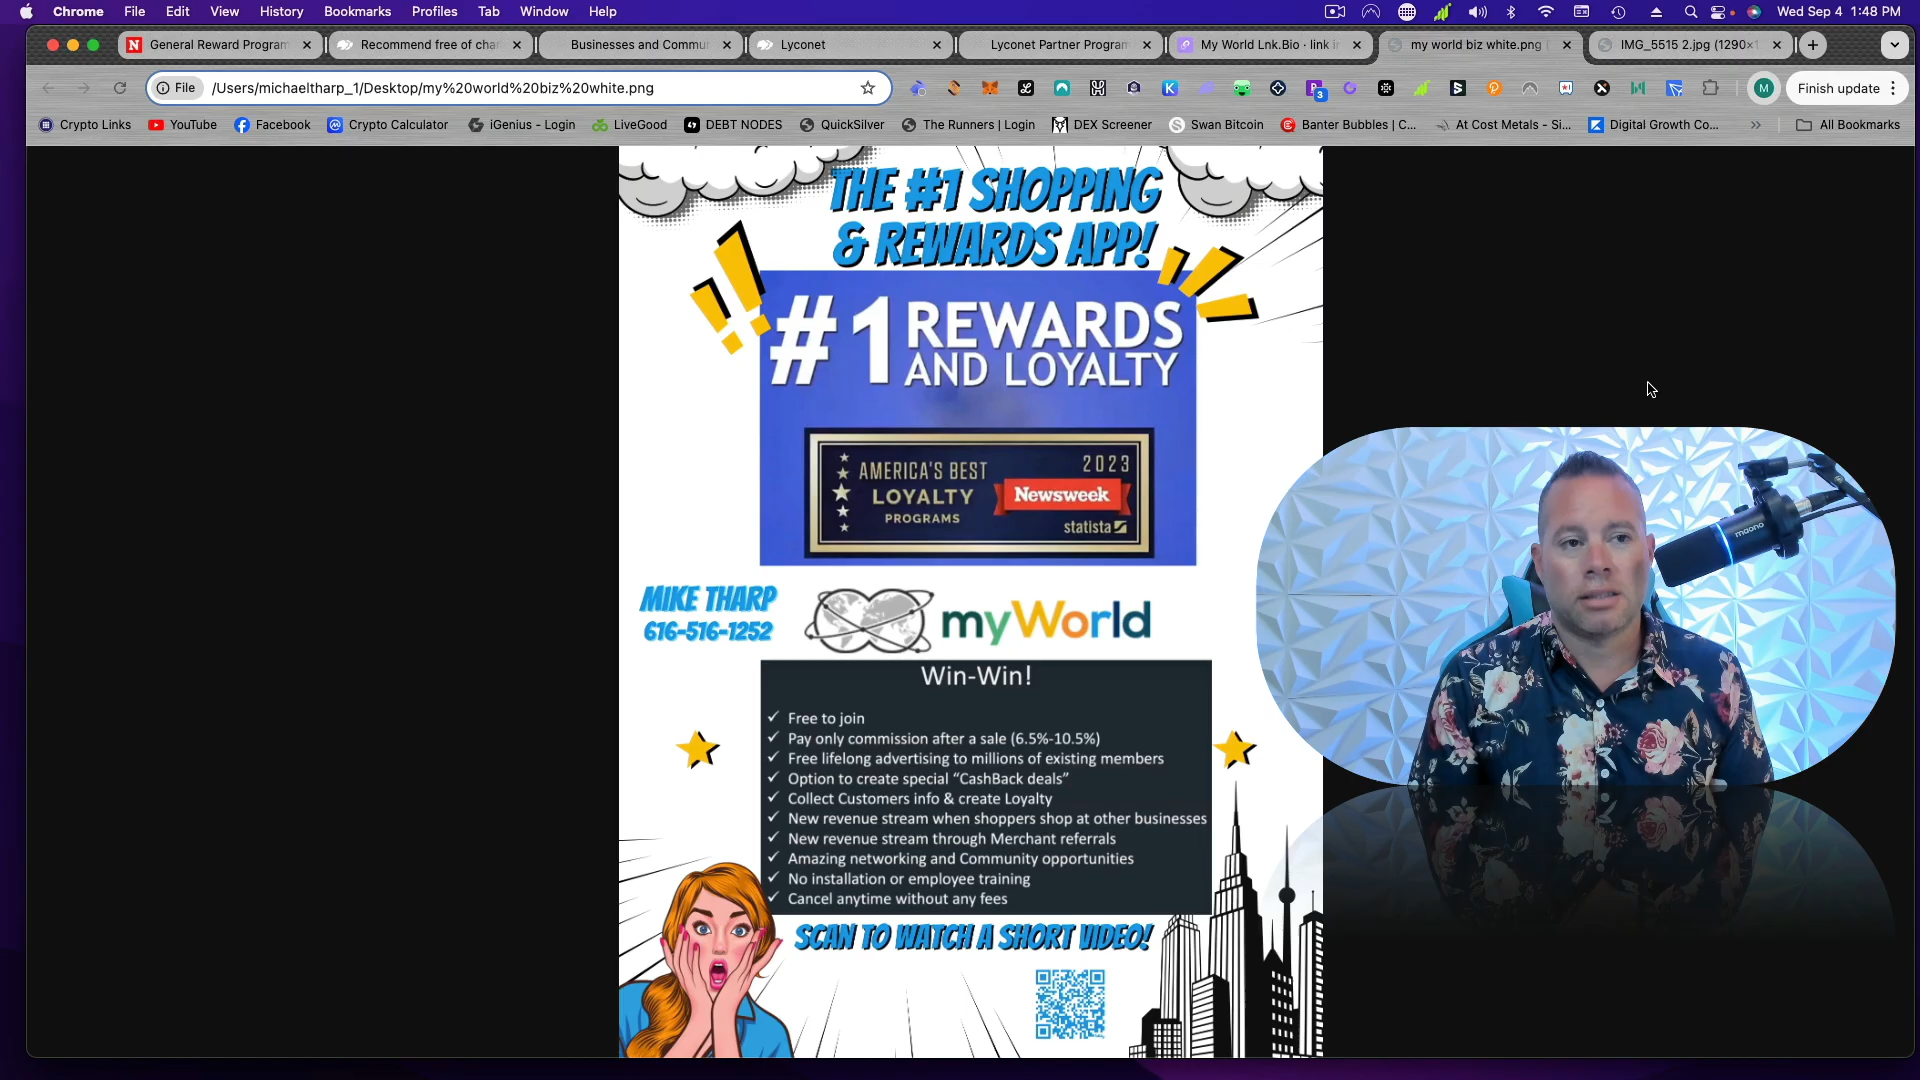 Chrome File Edit View History Bookmarks Profiles Tab Window Help Wed Sep 4 1:48 PM
General Reward Program Recommend free of cha Businesses and Commu Lyconet Lyconet Partner Program My World Lnk.Bio · link i my world biz white.png ( IMG_5515 2.jpg (1290×1
File /Users/michaeltharp_1/Desktop/my%20world%20biz%20white.png 3 M Finish update
Crypto Links YouTube Facebook Crypto Calculator iGenius - Login LiveGood DEBT NODES QuickSilver The Runners | Login DEX Screener Swan Bitcoin Banter Bubbles | C... At Cost Metals - Si... Digital Growth Co... All Bookmarks
THE #1 SHOPPING
& REWARDS APP!
#1 REWARDS
AND LOYALTY
AMERICA'S BEST
LOYALTY
PROGRAMS
2023
Newsweek
statista
MIKE THARP
616-516-1252
myWorld
Win-Win!
✓ Free to join
✓ Pay only commission after a sale (6.5%-10.5%)
✓ Free lifelong advertising to millions of existing members
✓ Option to create special “CashBack deals”
✓ Collect Customers info & create Loyalty
✓ New revenue stream when shoppers shop at other businesses
✓ New revenue stream through Merchant referrals
✓ Amazing networking and Community opportunities
✓ No installation or employee training
✓ Cancel anytime without any fees
SCAN TO WATCH A SHORT VIDEO!
maono